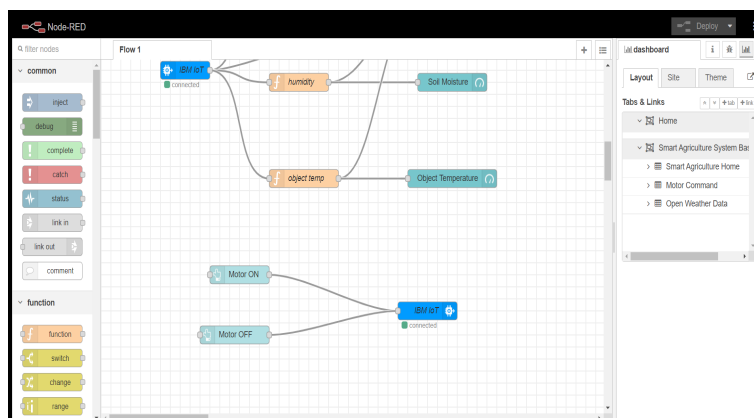 Node-RED
Deploy
filter nodes
Flow 1
dashboard
common
inject
debug
complete
catch
status
link in
link out
comment
function
function
switch
change
range
IBM IoT
connected
humidity
Soil Moisture
object temp
Object Temperature
Motor ON
Motor OFF
IBM IoT
connected
Layout
Site
Theme
Tabs & Links
+tab
+link
Home
Smart Agriculture System Bas
Smart Agriculture Home
Motor Command
Open Weather Data